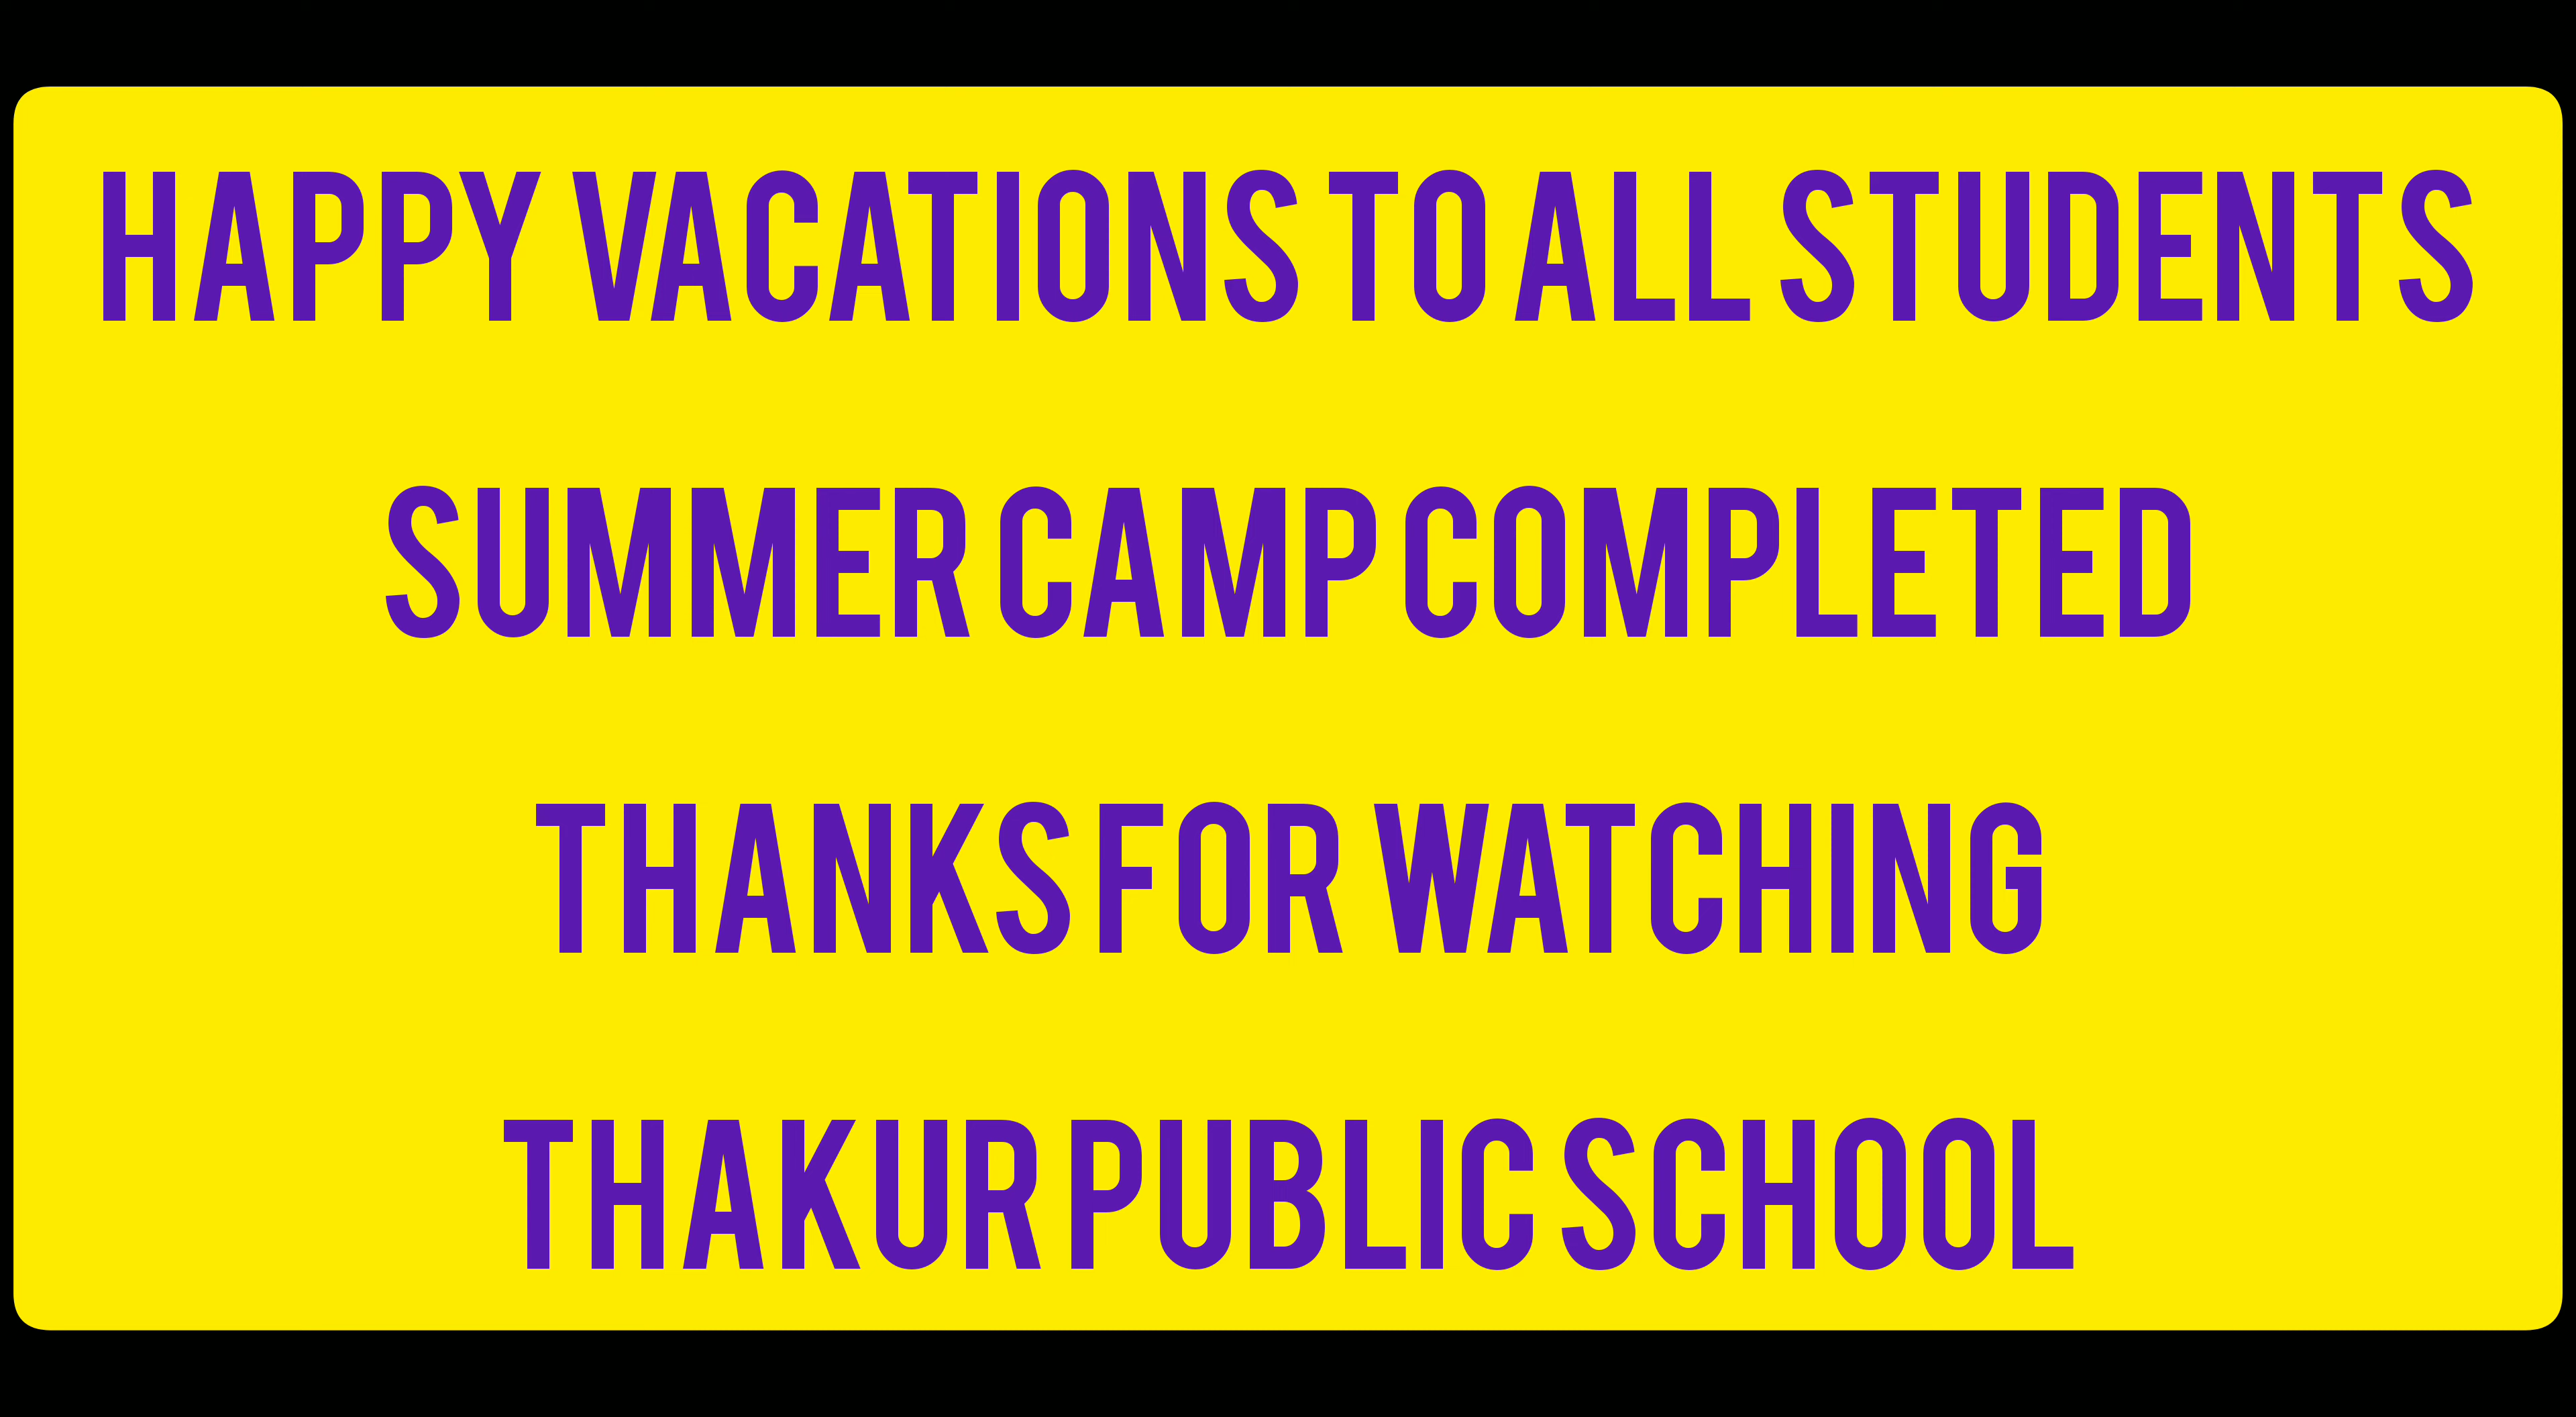 HAPPY VACATIONS TO ALL STUDENTS
SUMMER CAMP COMPLETED
THANKS FOR WATCHING
THAKUR PUBLIC SCHOOL